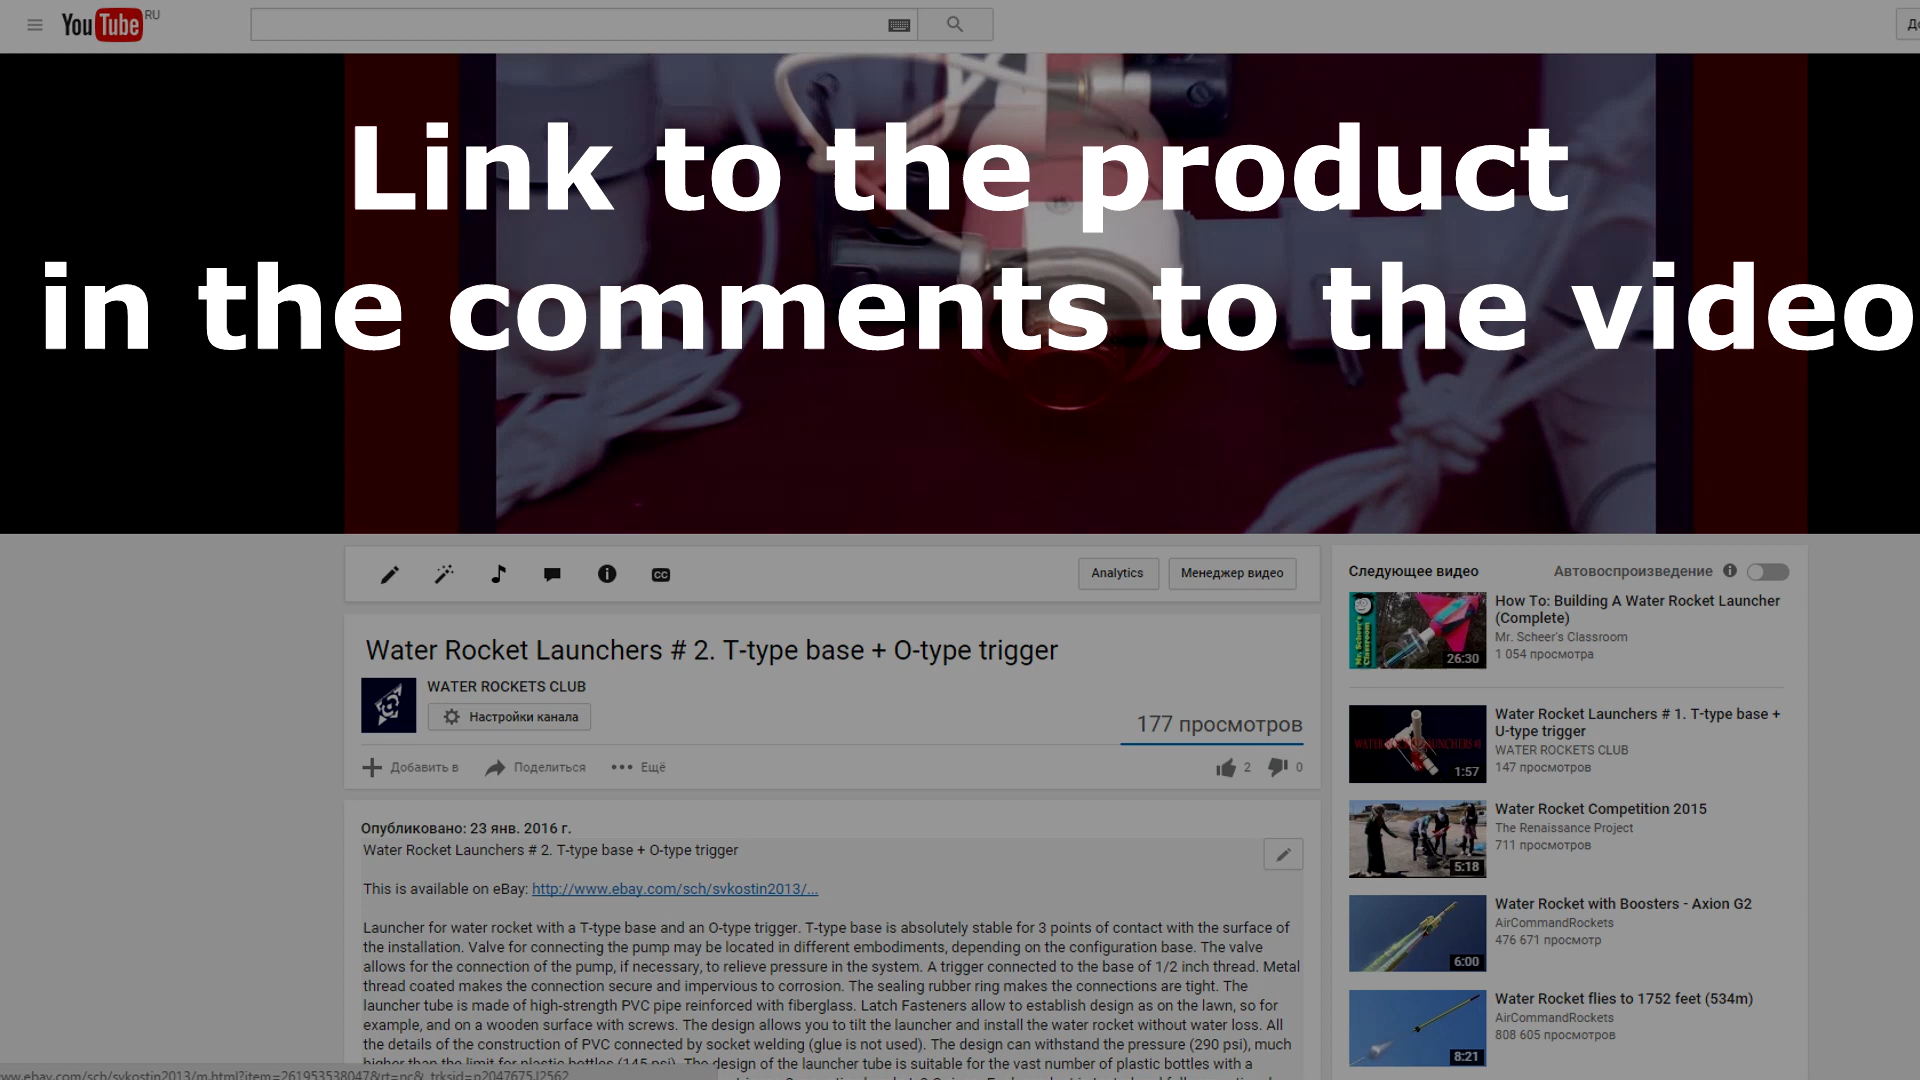 YouTube RU
Link to the product
in the comments to the video
Analytics
Менеджер видео
Water Rocket Launchers # 2. T-type base + O-type trigger
WATER ROCKETS CLUB
Настройки канала
177 просмотров
Добавить в
Поделиться
Ещё
2
0
Опубликовано: 23 янв. 2016 г.
Water Rocket Launchers # 2. T-type base + O-type trigger
This is available on eBay: http://www.ebay.com/sch/svkostin2013/...
Launcher for water rocket with a T-type base and an O-type trigger. T-type base is absolutely stable for 3 points of contact with the surface of
the installation. Valve for connecting the pump may be located in different embodiments, depending on the configuration base. The valve
allows for the connection of the pump, if necessary, to relieve pressure in the system. A trigger connected to the base of 1/2 inch thread. Metal
thread coated makes the connection secure and impervious to corrosion. The sealing rubber ring makes the connections are tight. The
launcher tube is made of high-strength PVC pipe reinforced with fiberglass. Latch Fasteners allow to establish design as on the lawn, so for
example, and on a wooden surface with screws. The design allows you to tilt the launcher and install the water rocket without water loss. All
the details of the construction of PVC connected by socket welding (glue is not used). The design can withstand the pressure (290 psi), much
higher than the limit for plastic bottles (145 psi). The design of the launcher tube is suitable for the vast number of plastic bottles with a
Следующее видео
Автовоспроизведение
How To: Building A Water Rocket Launcher
(Complete)
Mr. Scheer's Classroom
1 054 просмотра
Mr. Scheer's
Classroom
26:30
Water Rocket Launchers # 1. T-type base +
U-type trigger
WATER ROCKETS CLUB
147 просмотров
1:57
Water Rocket Competition 2015
The Renaissance Project
711 просмотров
5:18
Water Rocket with Boosters - Axion G2
AirCommandRockets
476 671 просмотр
6:00
Water Rocket flies to 1752 feet (534m)
AirCommandRockets
808 605 просмотров
8:21